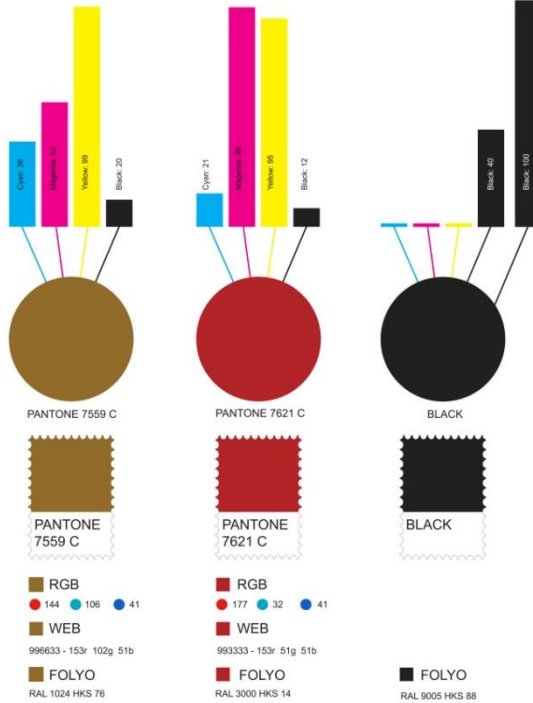 Cyan: 38
Magenta: 53
Yellow: 99
Black: 20
PANTONE 7559 C
PANTONE
7559 C
RGB
144 106 41
WEB
996633 - 153r 102g 51b
FOLYO
RAL 1024 HKS 76
Cyan: 21
Magenta: 99
Yellow: 95
Black: 12
PANTONE 7621 C
PANTONE
7621 C
RGB
177 32 41
WEB
993333 - 153r 51g 51b
FOLYO
RAL 3000 HKS 14
Black: 40
Black: 100
BLACK
BLACK
FOLYO
RAL 9005 HKS 88